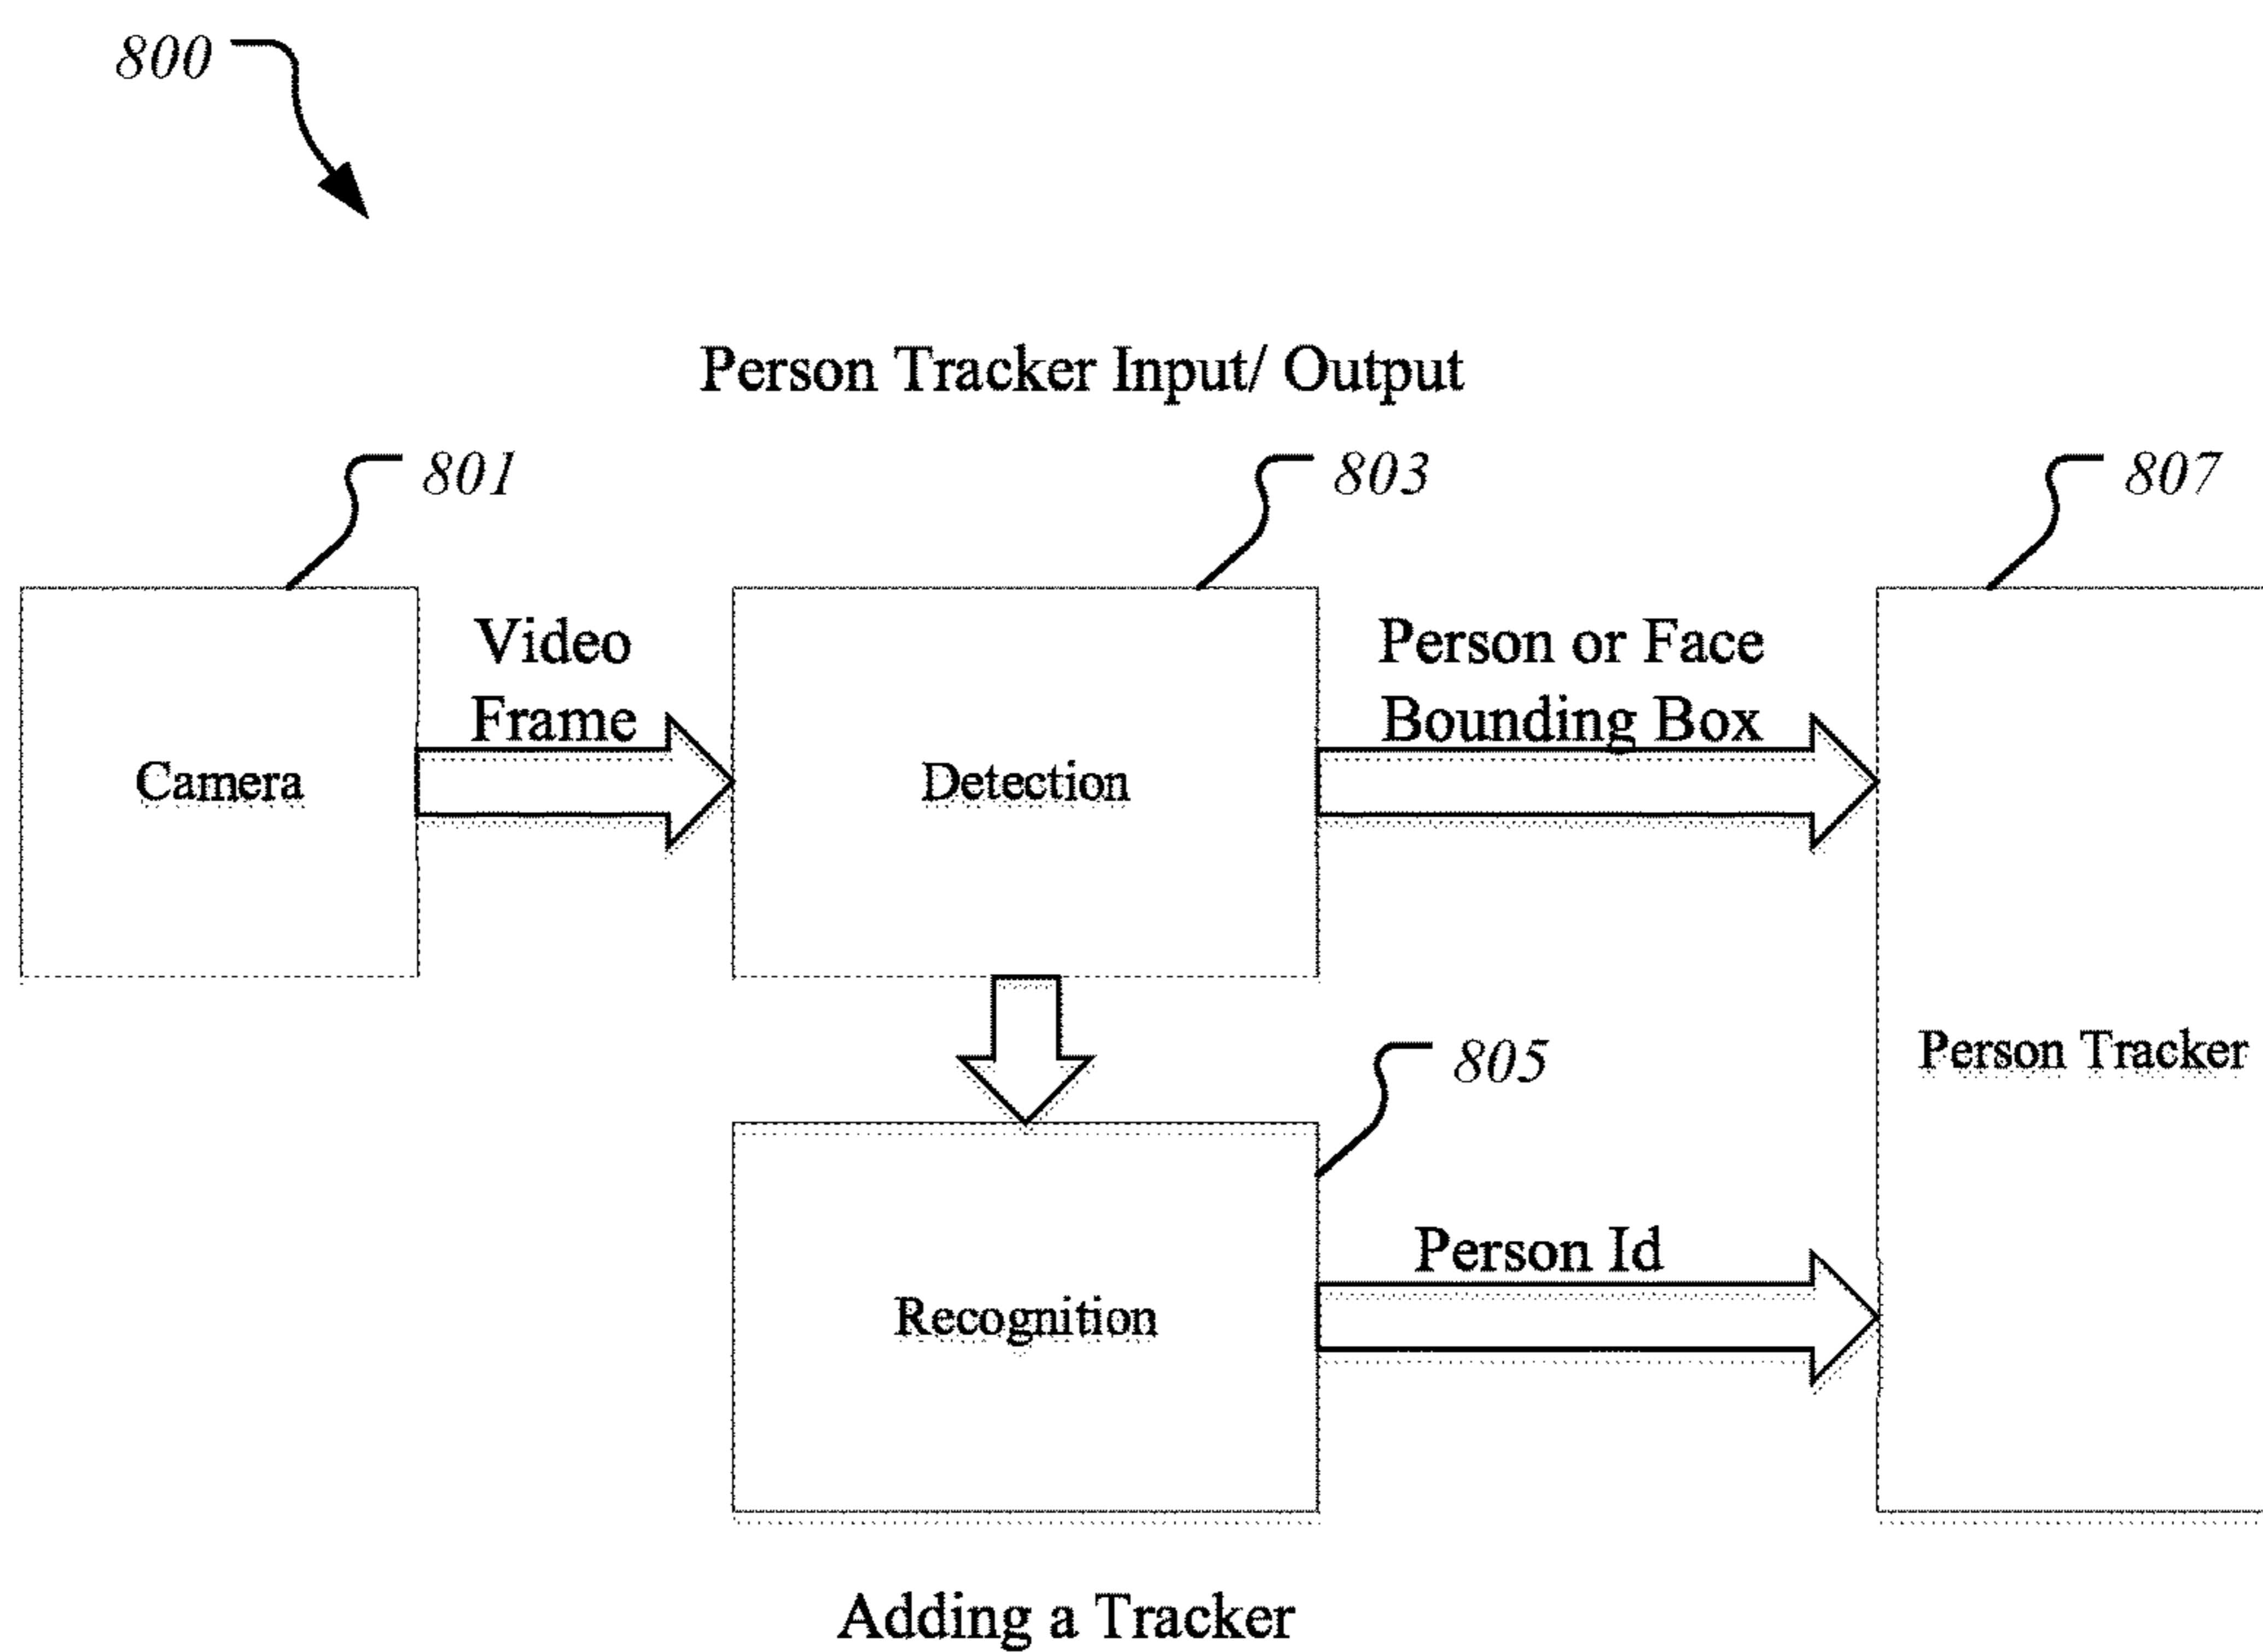 800
Person Tracker Input/ Output
801
803
807
Video
Frame
Person or Face
Bounding Box
Camera
Detection
Person Tracker
805
Person Id
Recognition
Adding a Tracker